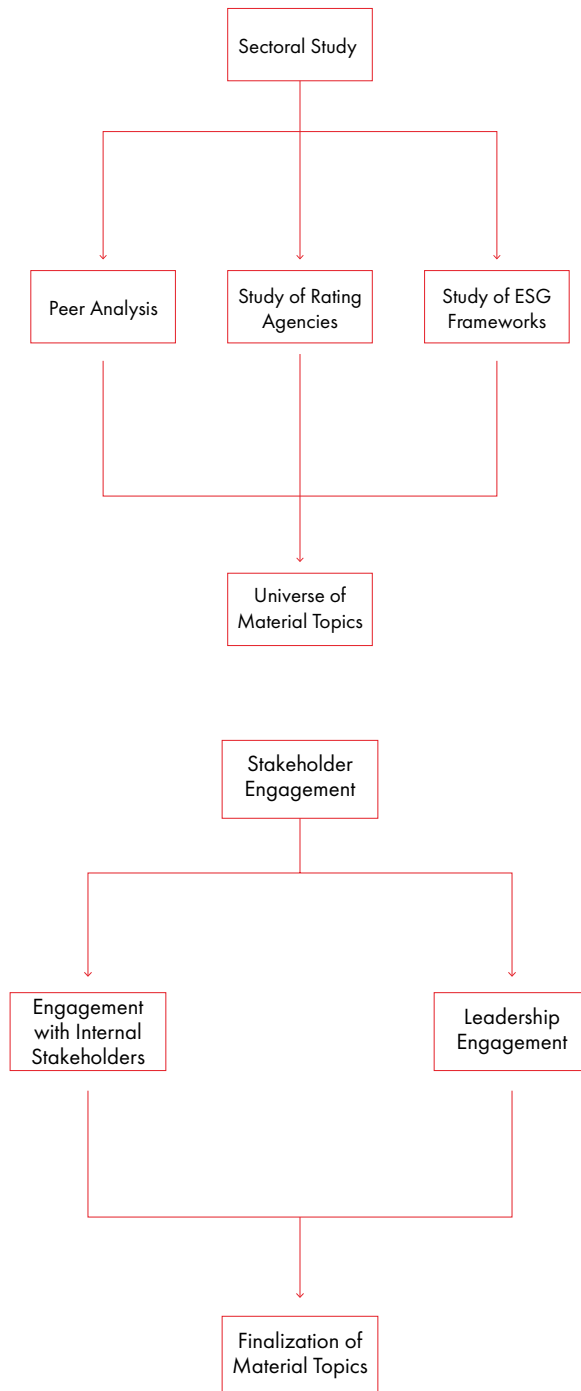 Sectoral Study
Peer Analysis
Study of Rating
Agencies
Study of ESG
Frameworks
Universe of
Material Topics
Stakeholder
Engagement
Engagement
with Internal
Stakeholders
Leadership
Engagement
Finalization of
Material Topics